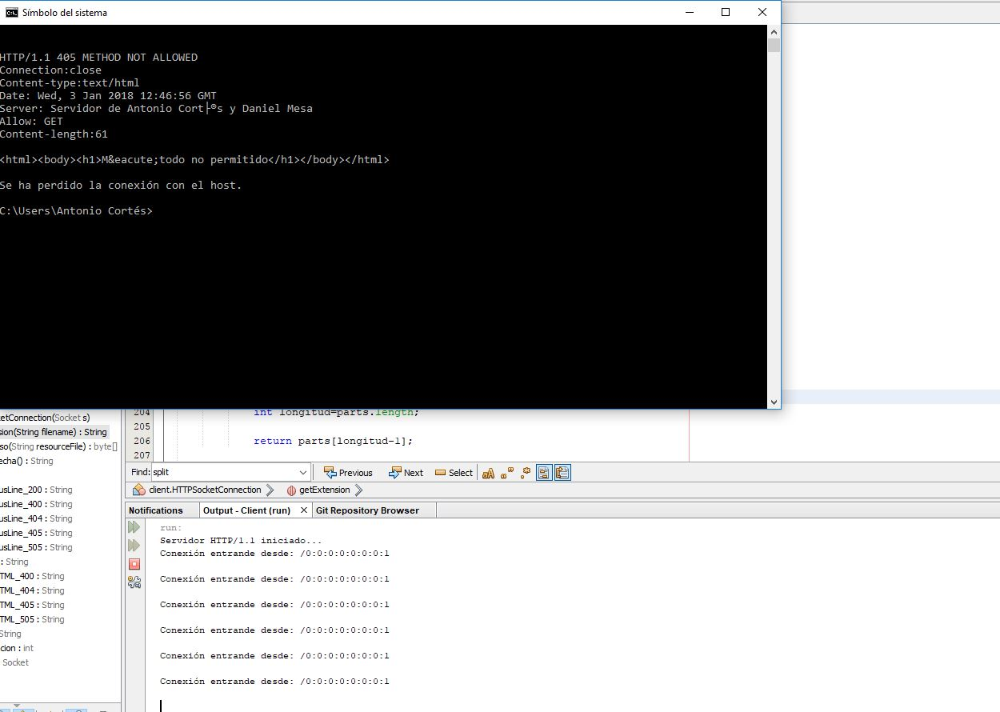 Símbolo del sistema
HTTP/1.1 405 METHOD NOT ALLOWED
Connection:close
Content-type:text/html
Date: Wed, 3 Jan 2018 12:46:56 GMT
Server: Servidor de Antonio Cort├®s y Daniel Mesa
Allow: GET
Content-length:61
<html><body><h1>M&eacute;todo no permitido</h1></body></html>
Se ha perdido la conexión con el host.
C:\Users\Antonio Cortés>
etConnection(Socket s)
sion(String filename) : String
so(String resourceFile) : byte[]
echa() : String
usLine_200 : String
usLine_400 : String
usLine_404 : String
usLine_405 : String
usLine_505 : String
: String
TML_400 : String
TML_404 : String
TML_405 : String
TML_505 : String
String
cion : int
Socket
204 int longitud=parts.length;
205
206 return parts[longitud-1];
207
Find: split Previous Next Select
client.HTTPSocketConnection getExtension
Notifications Output - Client (run) Git Repository Browser
run:
Servidor HTTP/1.1 iniciado...
Conexión entrande desde: /0:0:0:0:0:0:0:1
Conexión entrande desde: /0:0:0:0:0:0:0:1
Conexión entrande desde: /0:0:0:0:0:0:0:1
Conexión entrande desde: /0:0:0:0:0:0:0:1
Conexión entrande desde: /0:0:0:0:0:0:0:1
Conexión entrande desde: /0:0:0:0:0:0:0:1